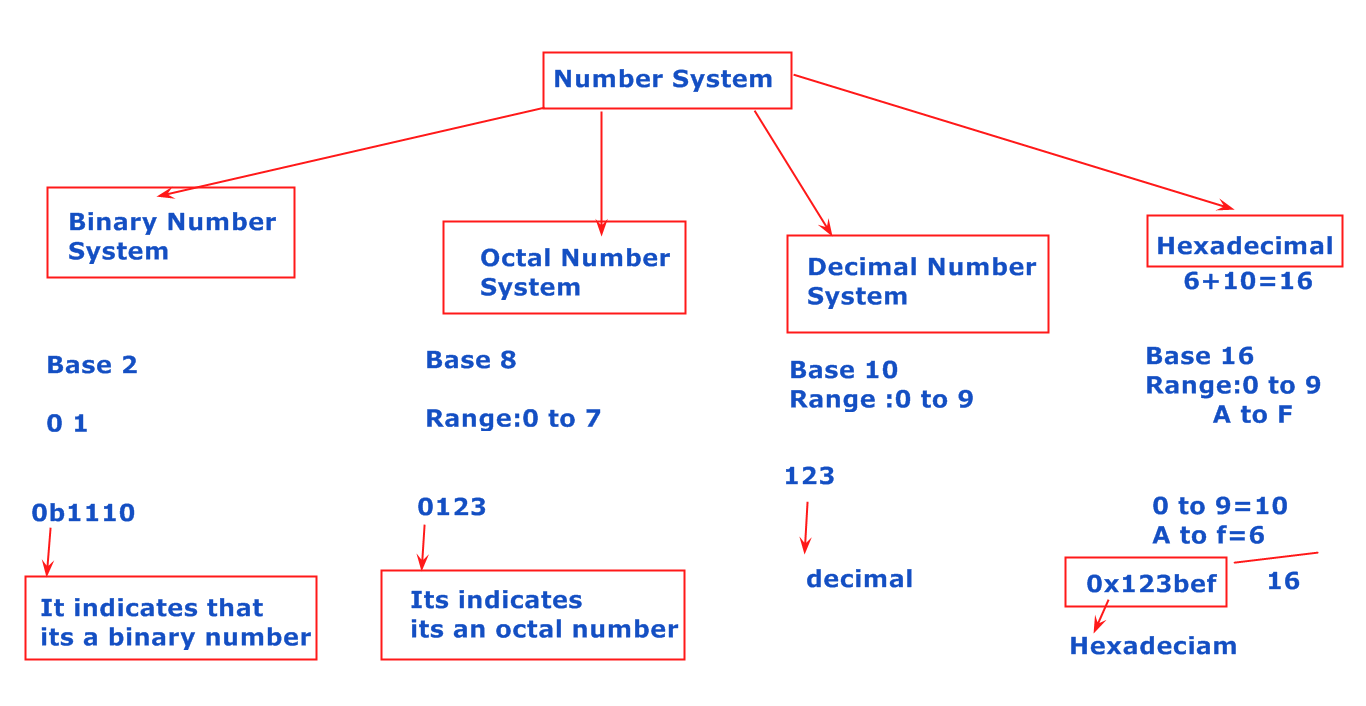 Number System
Binary Number
System
Base 2
0 1
0b1110
It indicates that
its a binary number
Octal Number
System
Base 8
Range:0 to 7
0123
Its indicates
its an octal number
Decimal Number
System
Base 10
Range :0 to 9
123
decimal
Hexadecimal
6+10=16
Base 16
Range:0 to 9
A to F
0 to 9=10
A to f=6
16
0x123bef
Hexadeciam